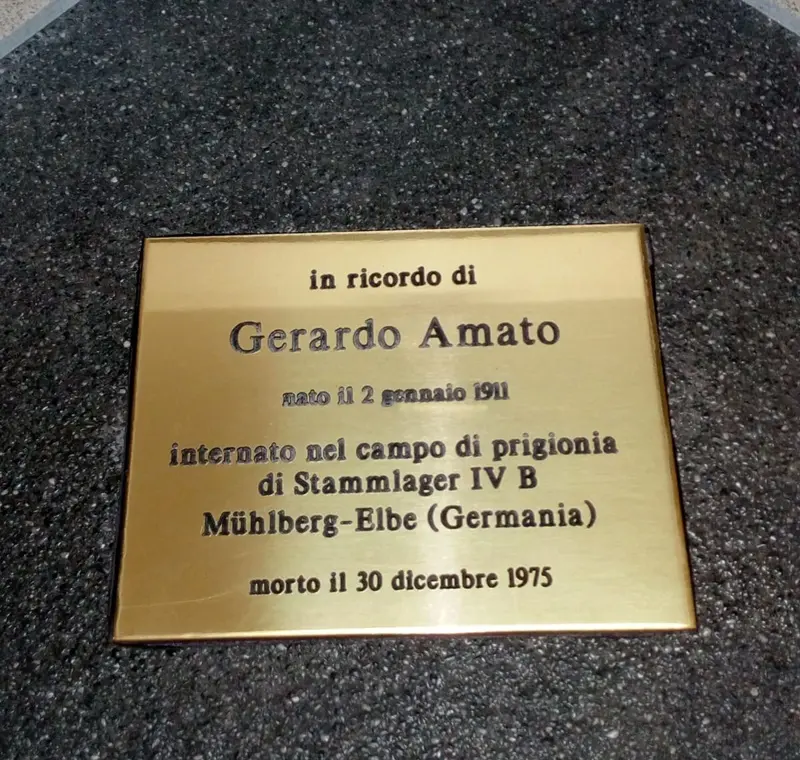 in ricordo di
Gerardo Amato
nato il 2 gennaio 1911
internato nel campo di prigionia
di Stammlager IV B
Mühlberg-Elbe (Germania)
morto il 30 dicembre 1975